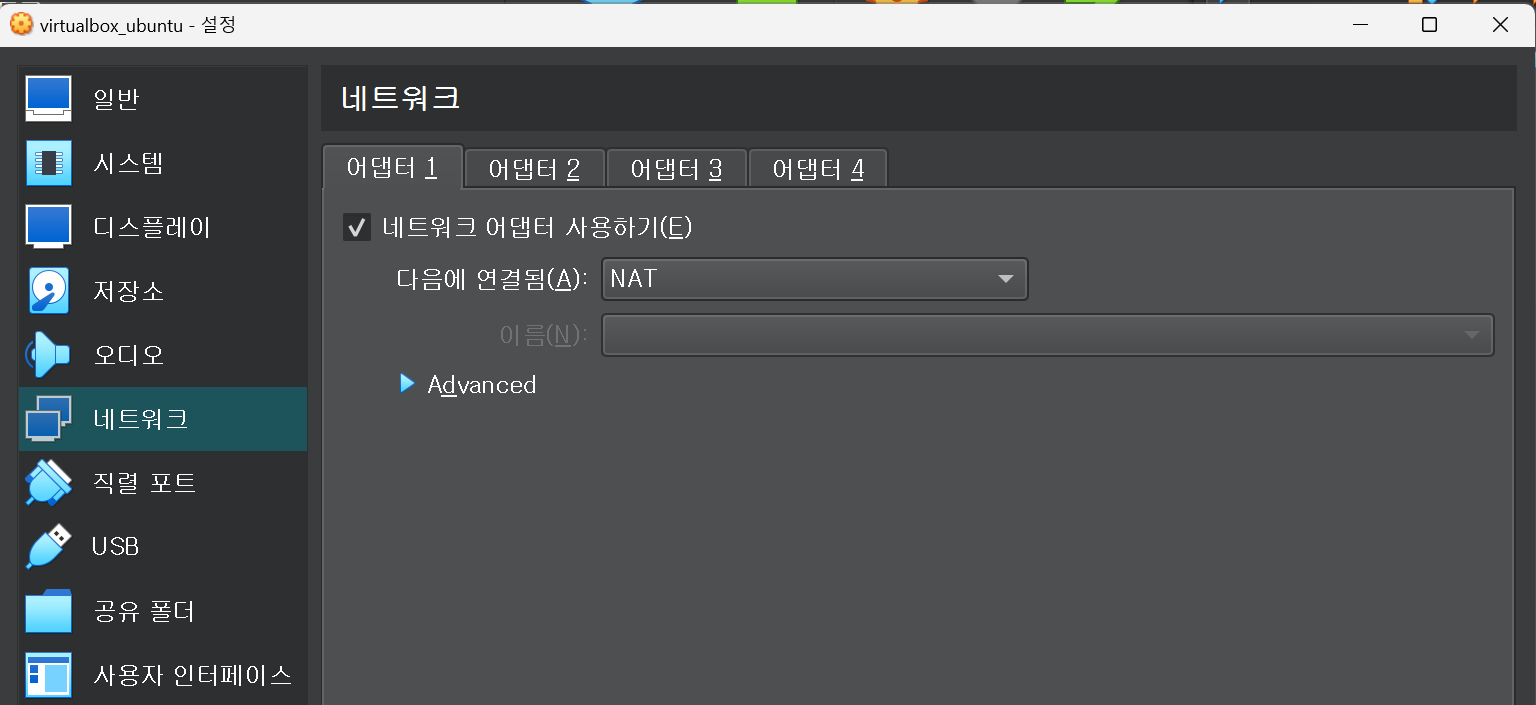 virtualbox_ubuntu - 설정
일반
시스템
디스플레이
저장소
오디오
네트워크
직렬 포트
USB
공유 폴더
사용자 인터페이스
네트워크
어댑터 1 어댑터 2 어댑터 3 어댑터 4
네트워크 어댑터 사용하기(E)
다음에 연결됨(A): NAT
이름(N):
Advanced